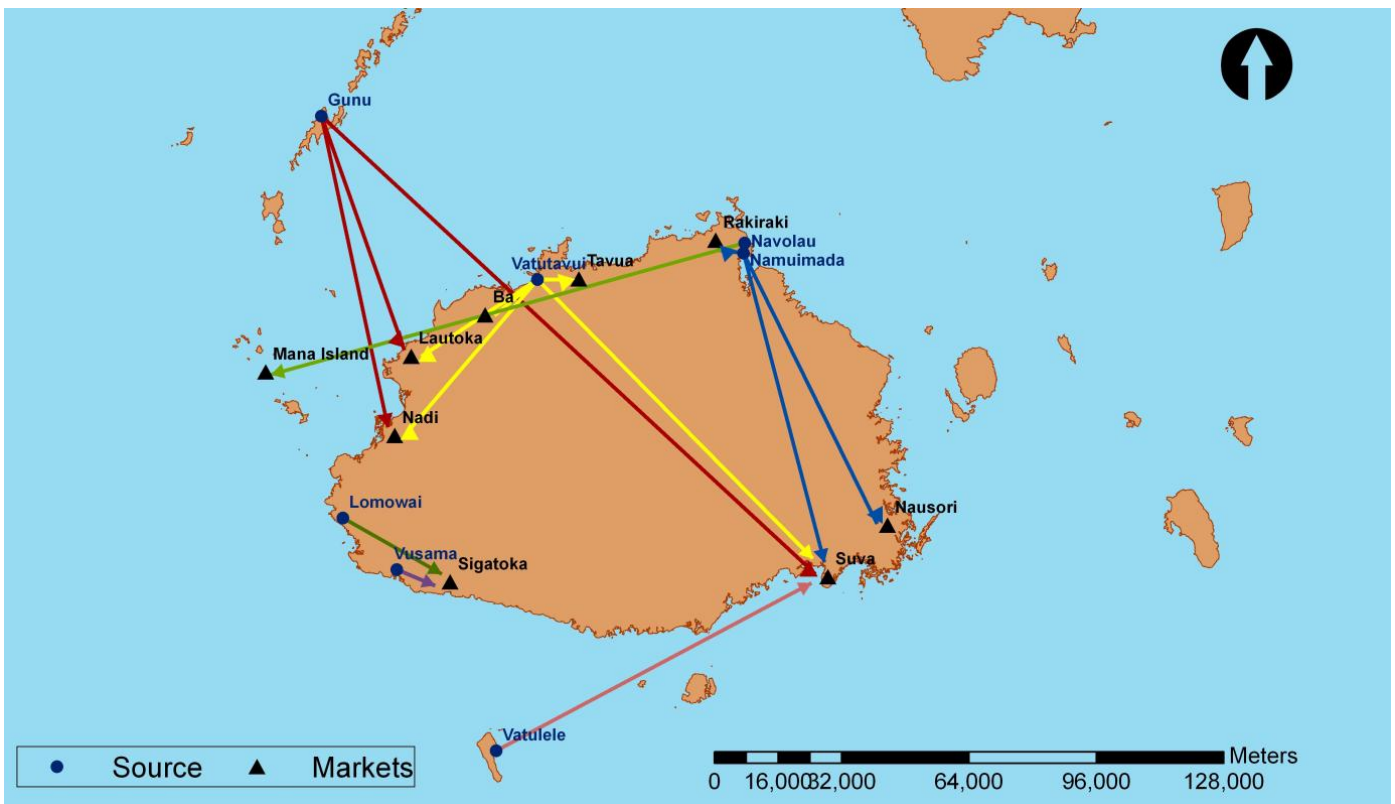 Gunu
Rakiraki
Navolau
Namuimada
Vatutavui
Tavua
Ba
Lautoka
Mana Island
Nadi
Lomowai
Nausori
Vusama
Sigatoka
Suva
Vatulele
Source
Markets
Meters
0 16,000 32,000 64,000 96,000 128,000